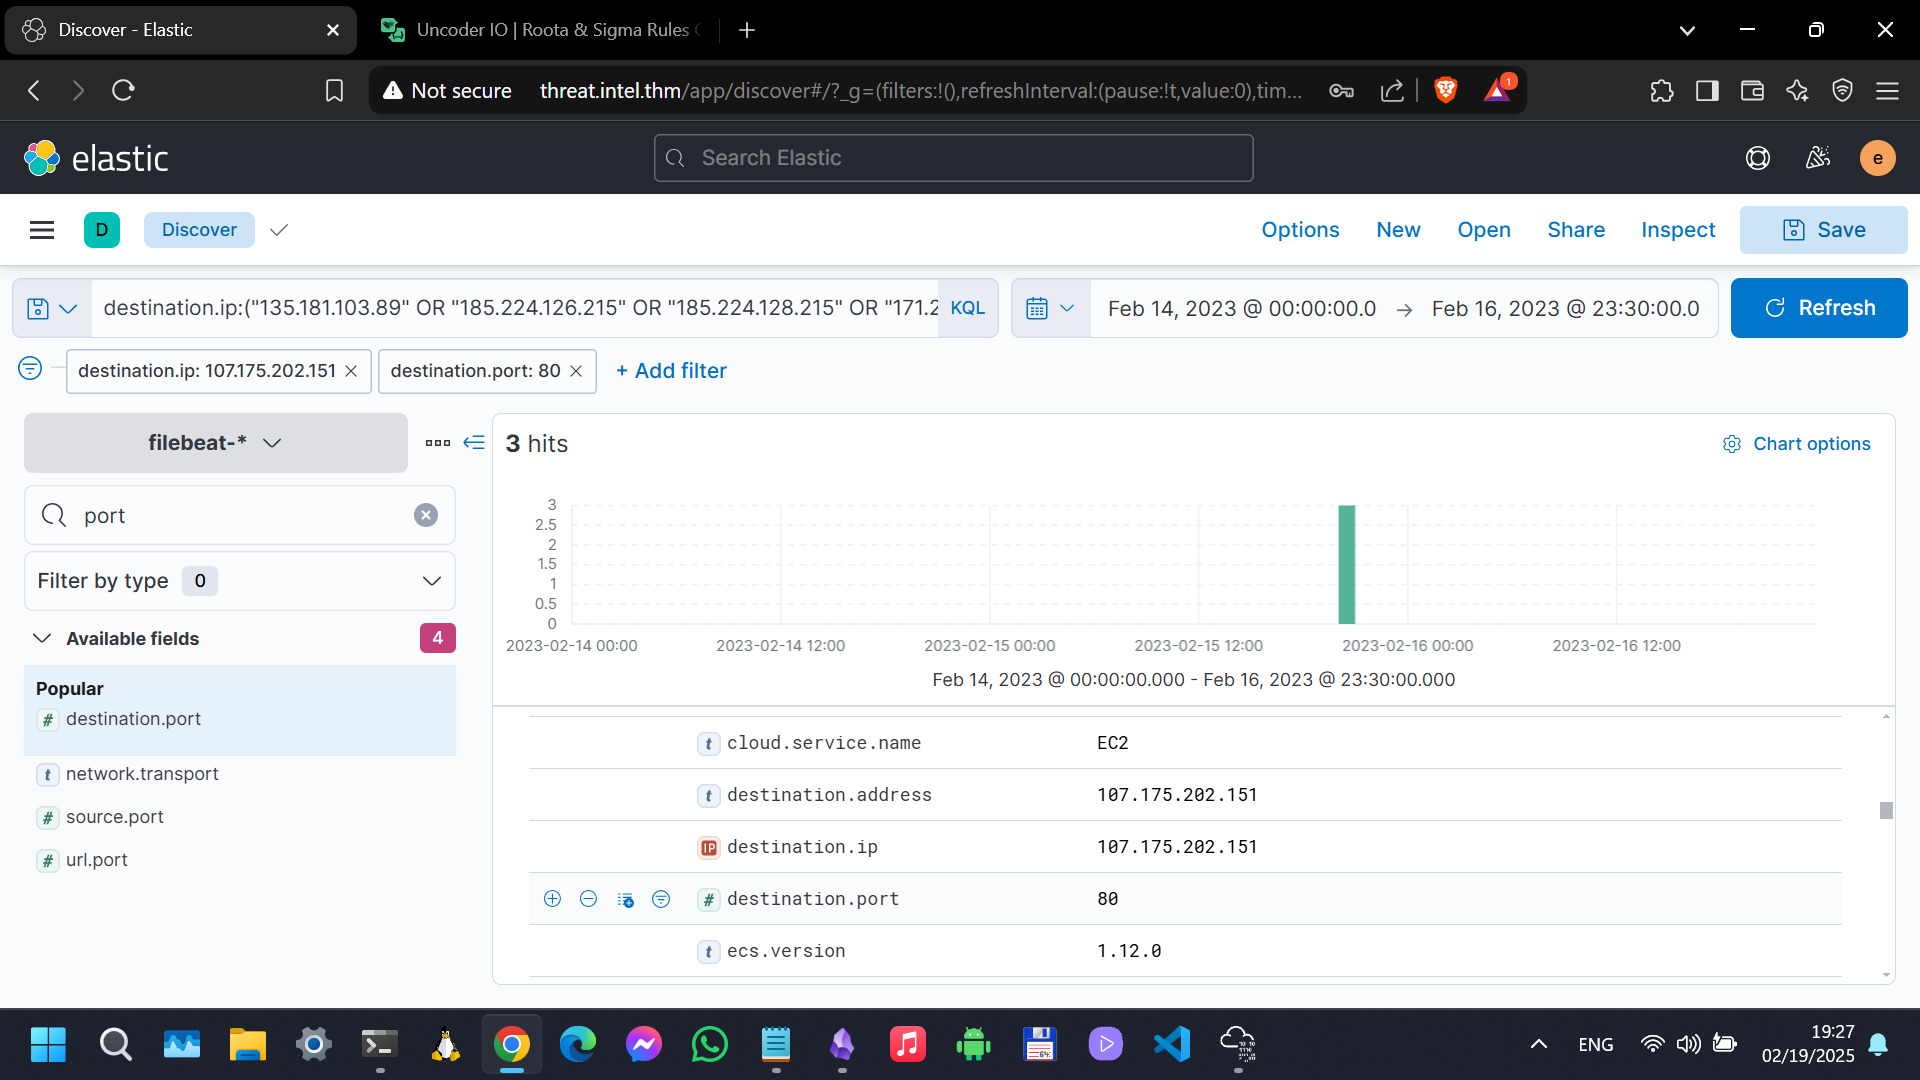 Discover - Elastic
Uncoder IO | Roota & Sigma Rules
Not secure
threat.intel.thm/app/discover#/?_g=(filters:!(),refreshInterval:(pause:!t,value:0),tim...
1
elastic
Search Elastic
e
D
Discover
Options
New
Open
Share
Inspect
Save
destination.ip:("135.181.103.89" OR "185.224.126.215" OR "185.224.128.215" OR "171.2
KQL
Feb 14, 2023 @ 00:00:00.0
→
Feb 16, 2023 @ 23:30:00.0
Refresh
destination.ip: 107.175.202.151
destination.port: 80
+ Add filter
filebeat-*
port
Filter by type 0
Available fields
4
Popular
# destination.port
t network.transport
# source.port
# url.port
3 hits
Chart options
3
2.5
2
1.5
1
0.5
0
2023-02-14 00:00
2023-02-14 12:00
2023-02-15 00:00
2023-02-15 12:00
2023-02-16 00:00
2023-02-16 12:00
Feb 14, 2023 @ 00:00:00.000 - Feb 16, 2023 @ 23:30:00.000
t cloud.service.name EC2
t destination.address 107.175.202.151
IP destination.ip 107.175.202.151
# destination.port 80
t ecs.version 1.12.0
64
ENG
19:27
02/19/2025